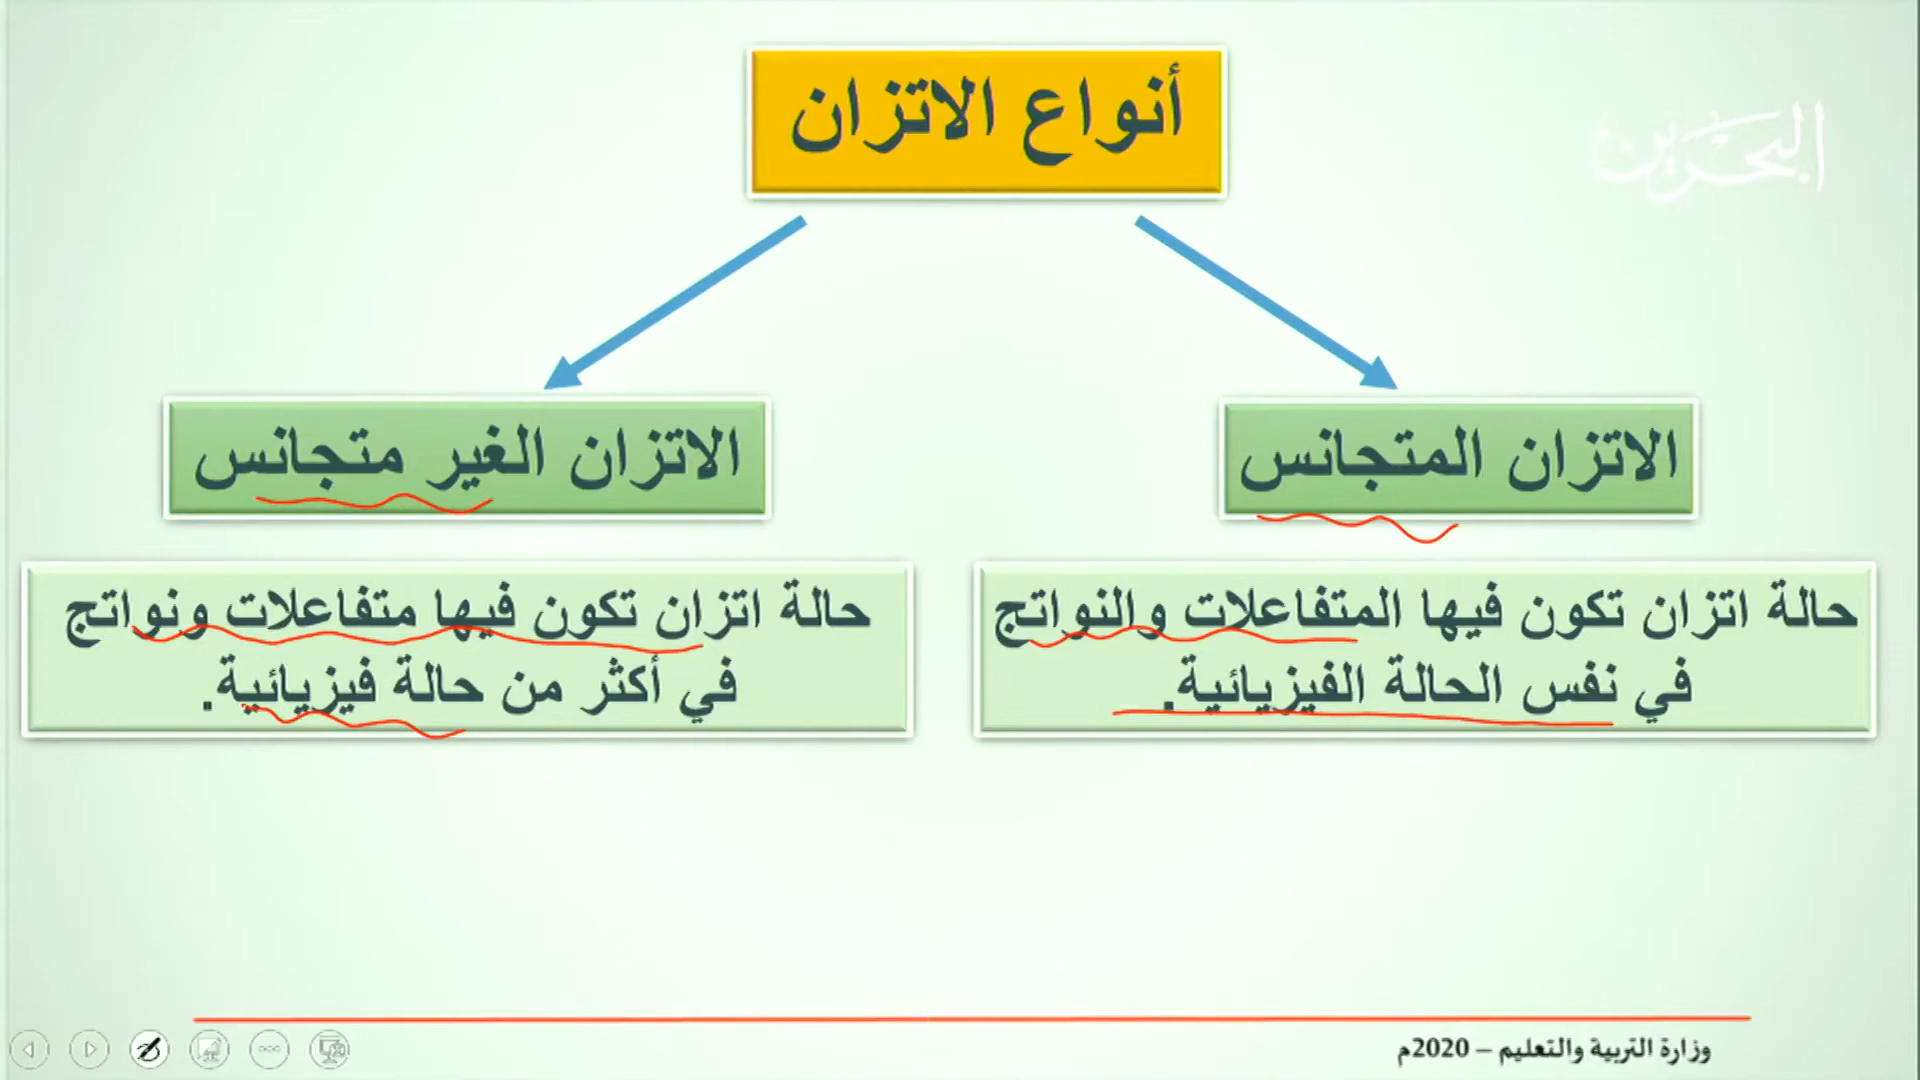 أنواع الاتزان
البحرين
الاتزان المتجانس
الاتزان الغير متجانس
حالة اتزان تكون فيها المتفاعلات والنواتج
في نفس الحالة الفيزيائية.
حالة اتزان تكون فيها متفاعلات ونواتج
في أكثر من حالة فيزيائية.
وزارة التربية والتعليم – 2020م